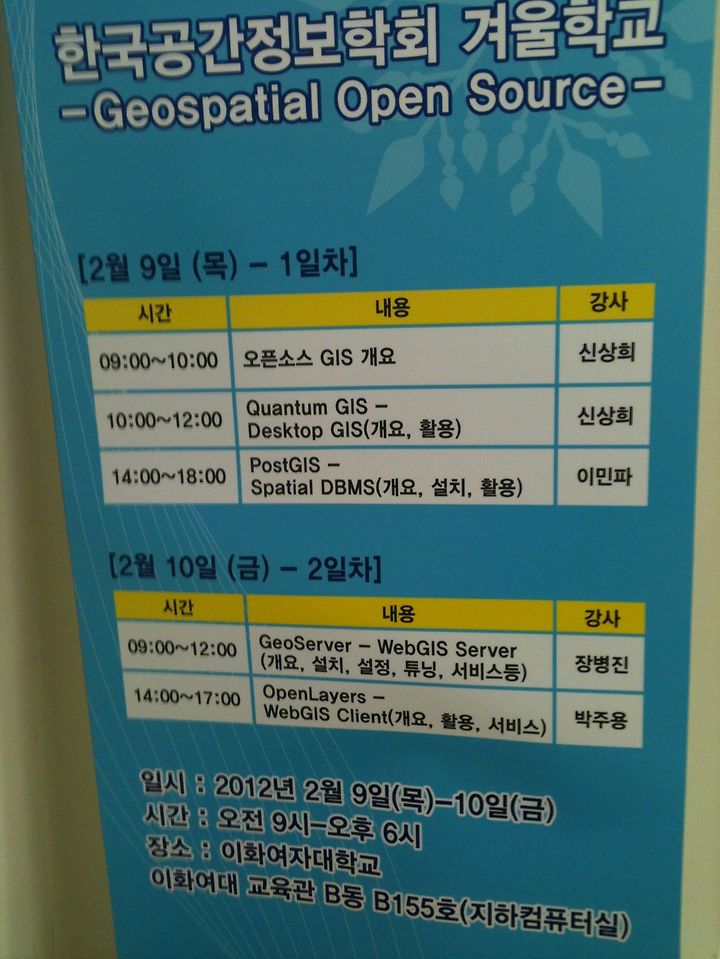 한국공간정보학회 겨울학교
-Geospatial Open Source-
[2월 9일 (목) - 1일차]
시간 내용 강사
09:00~10:00 오픈소스 GIS 개요 신상희
10:00~12:00 Quantum GIS -
Desktop GIS(개요, 활용) 신상희
14:00~18:00 PostGIS -
Spatial DBMS(개요, 설치, 활용) 이민파
[2월 10일 (금) - 2일차]
시간 내용 강사
09:00~12:00 GeoServer - WebGIS Server
(개요, 설치, 설정, 튜닝, 서비스등) 장병진
14:00~17:00 OpenLayers -
WebGIS Client(개요, 활용, 서비스) 박주용
일시 : 2012년 2월 9일(목)-10일(금)
시간 : 오전 9시-오후 6시
장소 : 이화여자대학교
이화여대 교육관 B동 B155호(지하컴퓨터실)